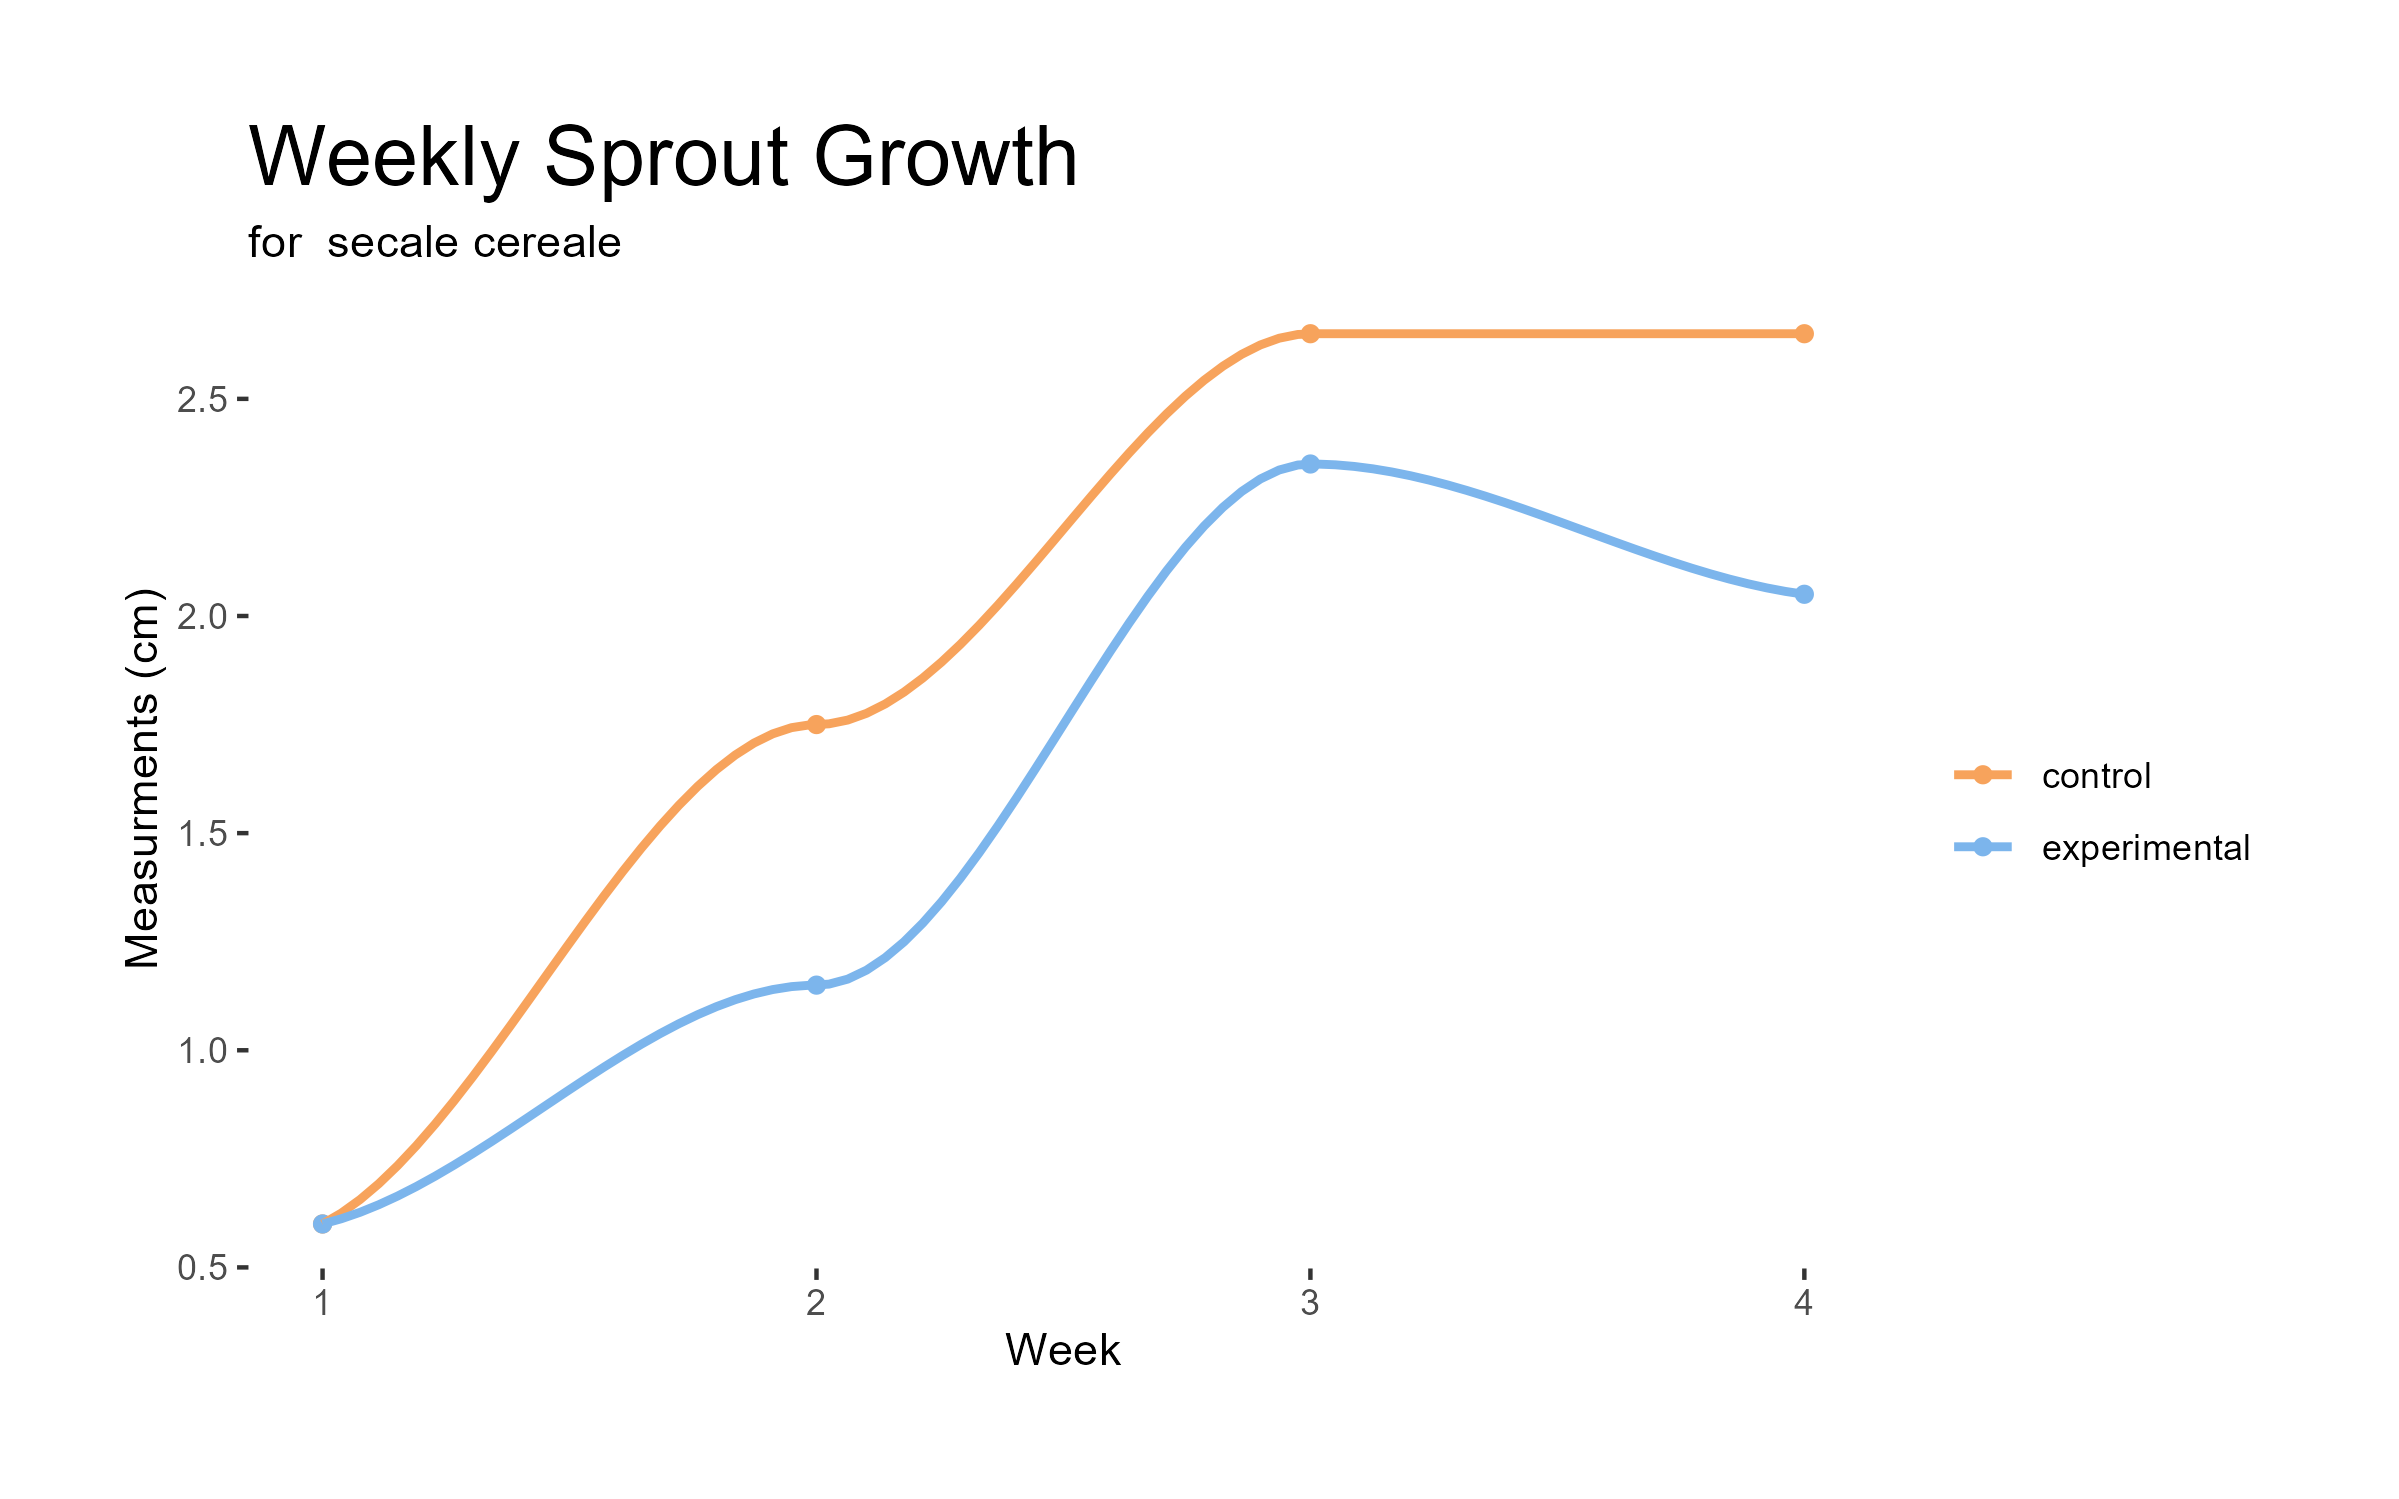 Weekly Sprout Growth
for  secale cereale
Measurments (cm)
2.5
2.0
1.5
1.0
0.5
1 2 3 4
Week
control
experimental